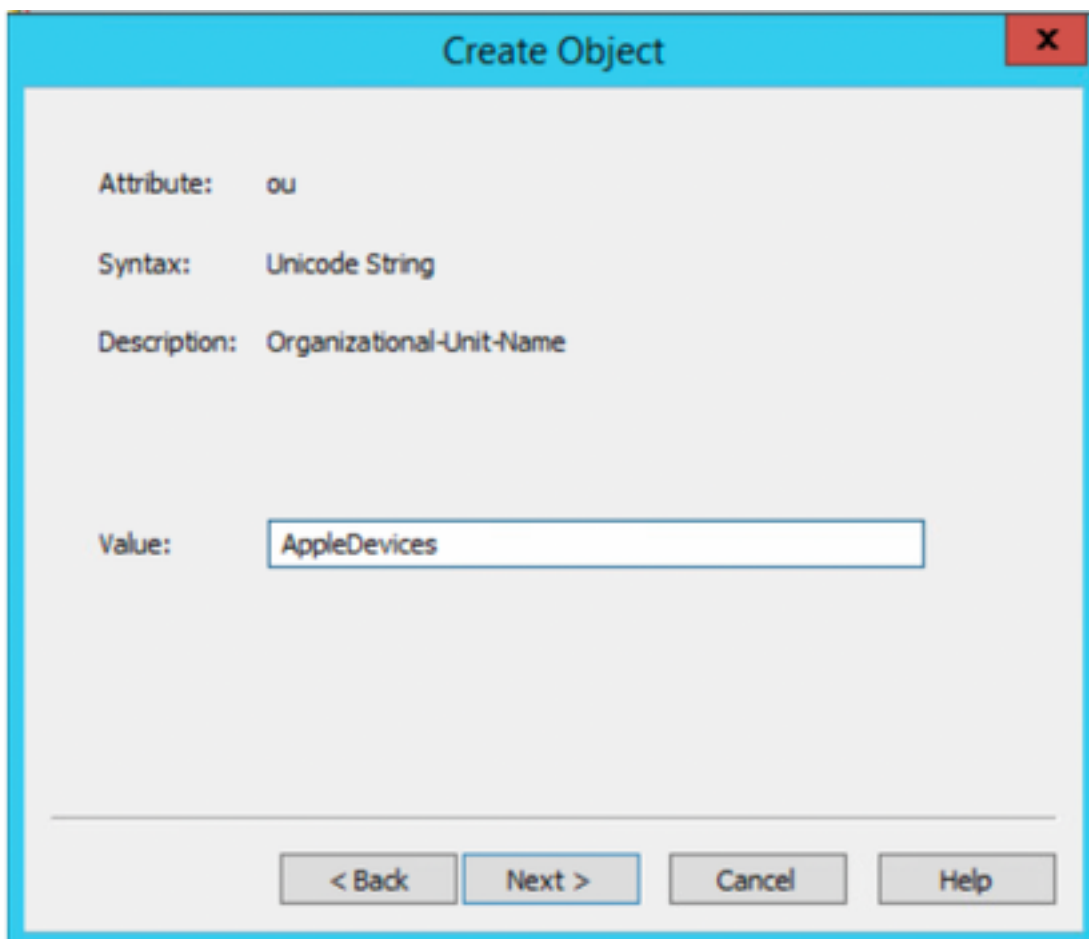 Create Object
x
Attribute: ou
Syntax: Unicode String
Description: Organizational-Unit-Name
Value: AppleDevices
< Back Next > Cancel Help